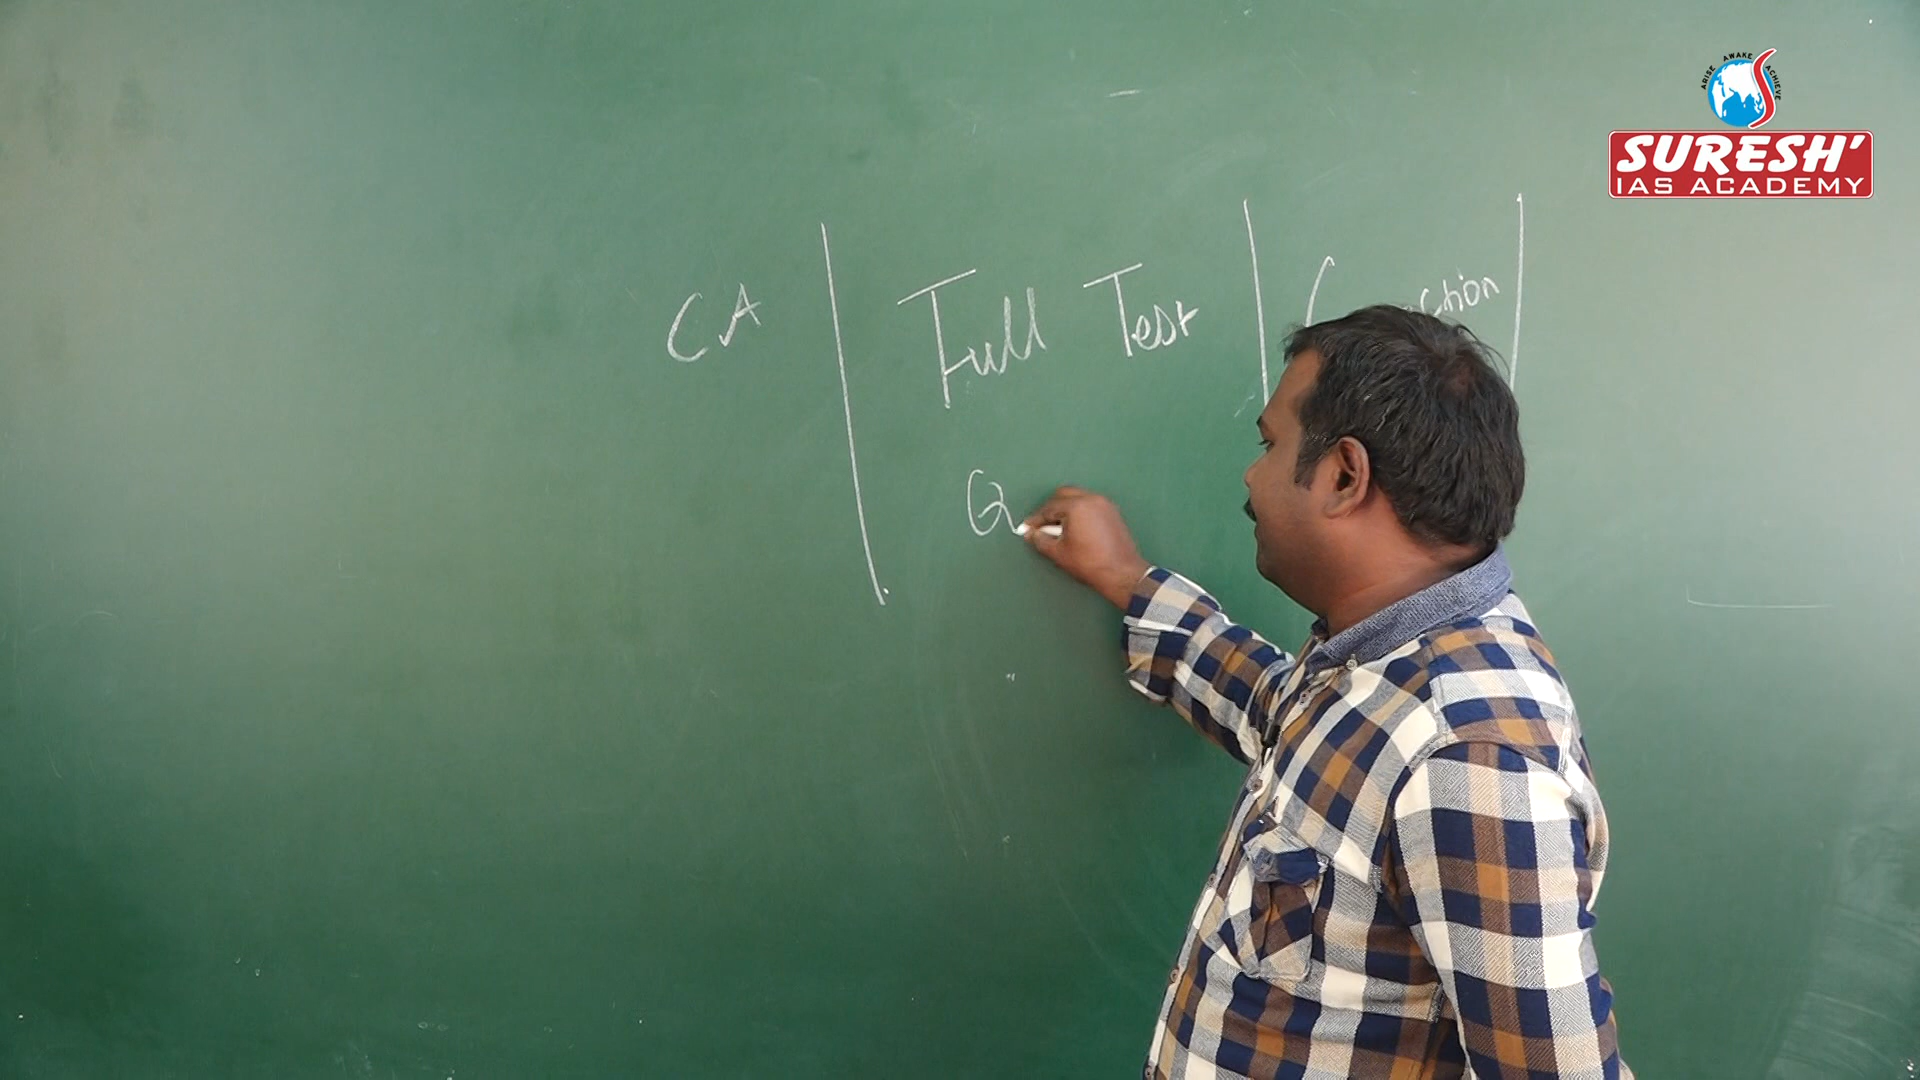 ARISE AWAKE ACHIEVE
SURESH'
IAS ACADEMY
CA Full Test
Q